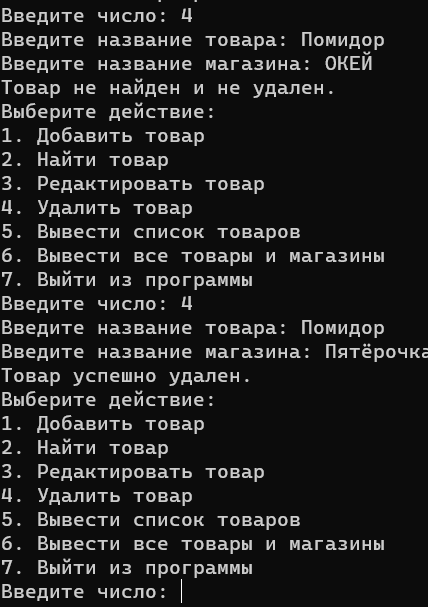 Введите число: 4
Введите название товара: Помидор
Введите название магазина: ОКЕЙ
Товар не найден и не удален.
Выберите действие:
1. Добавить товар
2. Найти товар
3. Редактировать товар
4. Удалить товар
5. Вывести список товаров
6. Вывести все товары и магазины
7. Выйти из программы
Введите число: 4
Введите название товара: Помидор
Введите название магазина: Пятёрочка
Товар успешно удален.
Выберите действие:
1. Добавить товар
2. Найти товар
3. Редактировать товар
4. Удалить товар
5. Вывести список товаров
6. Вывести все товары и магазины
7. Выйти из программы
Введите число: